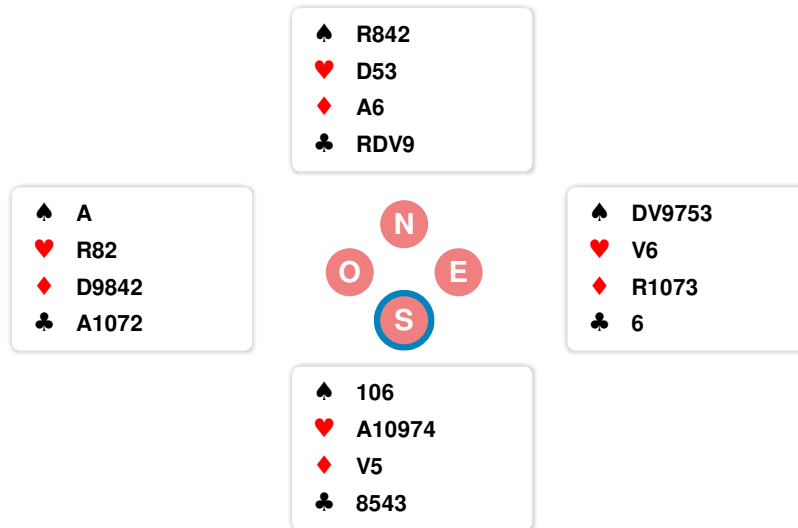 ♠ R842
♥ D53
♦ A6
♣ RDV9
♠ A
♥ R82
♦ D9842
♣ A1072
N
O
E
S
♠ DV9753
♥ V6
♦ R1073
♣ 6
♠ 106
♥ A10974
♦ V5
♣ 8543